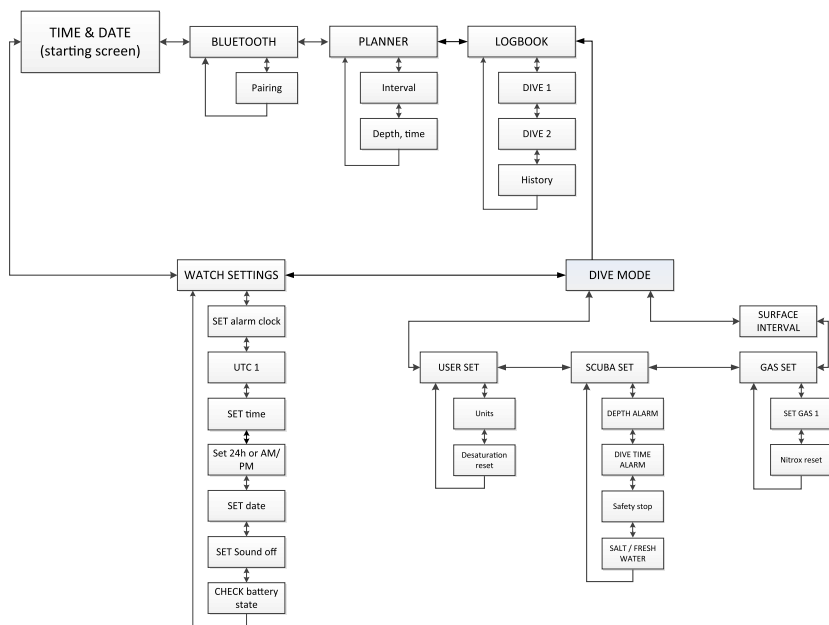 TIME & DATE
(starting screen)
BLUETOOTH
PLANNER
LOGBOOK
Pairing
Interval
Depth, time
DIVE 1
DIVE 2
History
WATCH SETTINGS
DIVE MODE
SET alarm clock
UTC 1
SET time
Set 24h or AM/
PM
SET date
SET Sound off
CHECK battery
state
SURFACE
INTERVAL
USER SET
SCUBA SET
GAS SET
Units
Desaturation
reset
DEPTH ALARM
DIVE TIME
ALARM
Safety stop
SALT / FRESH
WATER
SET GAS 1
Nitrox reset